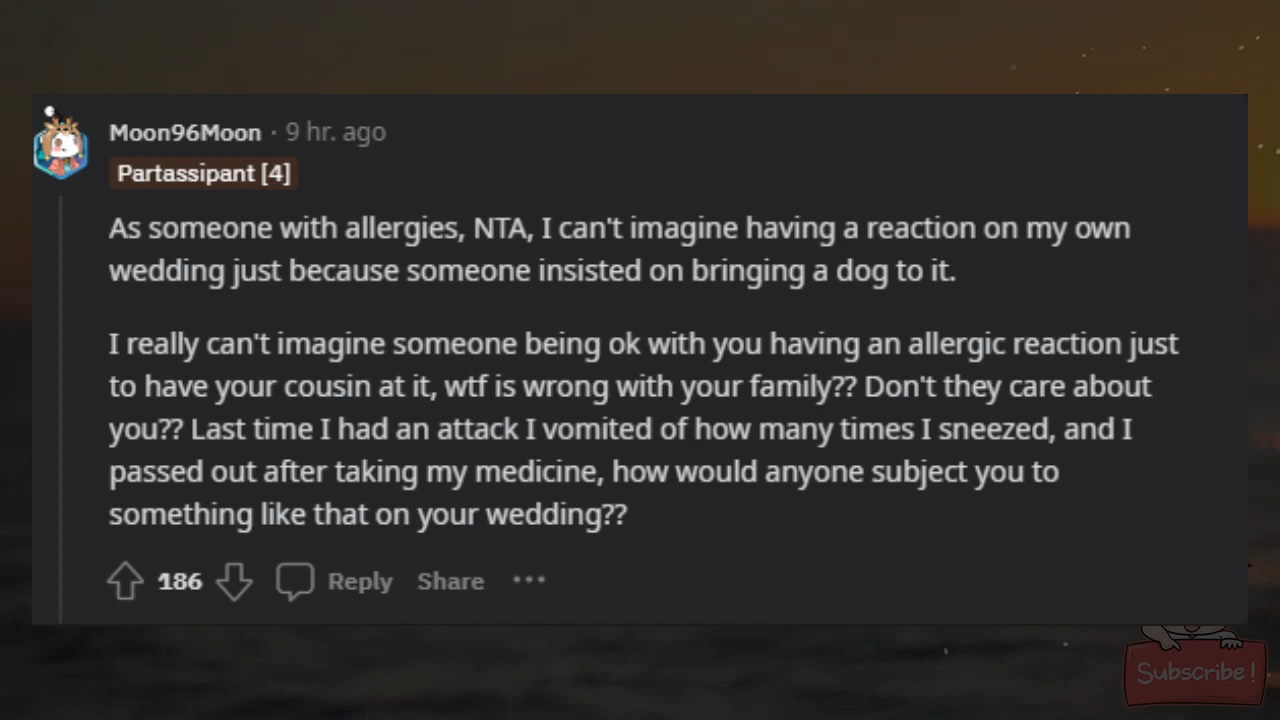 Moon96Moon · 9 hr. ago
Partassipant [4]
As someone with allergies, NTA, I can't imagine having a reaction on my own
wedding just because someone insisted on bringing a dog to it.
I really can't imagine someone being ok with you having an allergic reaction just
to have your cousin at it, wtf is wrong with your family?? Don't they care about
you?? Last time I had an attack I vomited of how many times I sneezed, and I
passed out after taking my medicine, how would anyone subject you to
something like that on your wedding??
186 Reply Share ···
Subscribe!